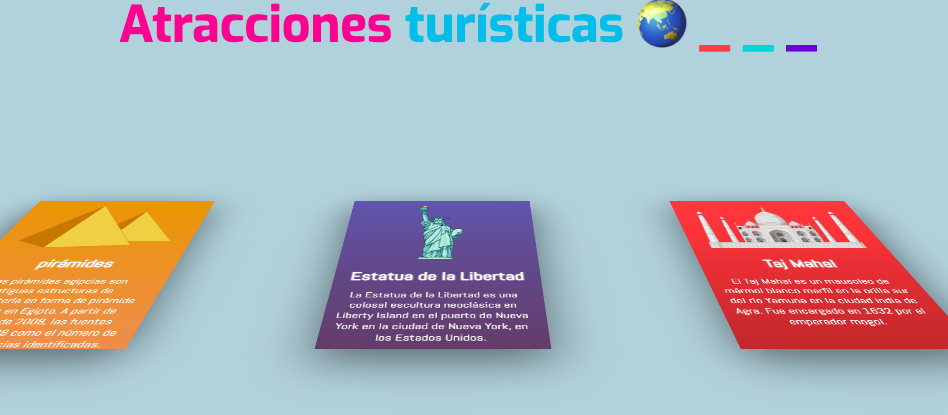 Atracciones turísticas
pirámides
pirámides egipcias son
estructuras de
en forma de pirámide
en Egipto. A partir de
de 2008, las fuentes
como el número de
identificadas.
Estatua de la Libertad
La Estatua de la Libertad es una
colosal escultura neoclásica en
Liberty Island en el puerto de Nueva
York en la ciudad de Nueva York, en
los Estados Unidos.
Taj Mahal
El Taj Mahal es un mausoleo de
mármol blanco marfil en la orilla sur
del río Yamuna en la ciudad india de
Agra. Fue encargado en 1632 por el
emperador mogol.